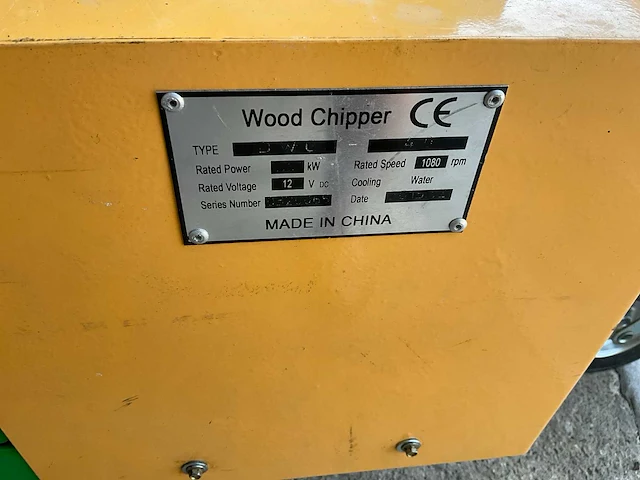 Wood Chipper CE
TYPE
Rated Power kW Rated Speed 1080 rpm
Rated Voltage 12 V DC Cooling Water
Series Number Date
MADE IN CHINA